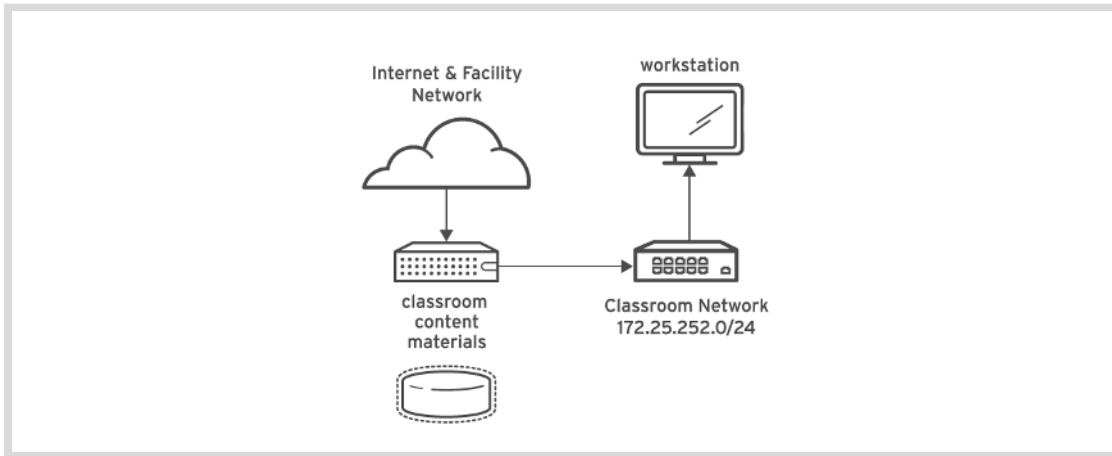 Internet & Facility
Network
workstation
classroom
content
materials
Classroom Network
172.25.252.0/24